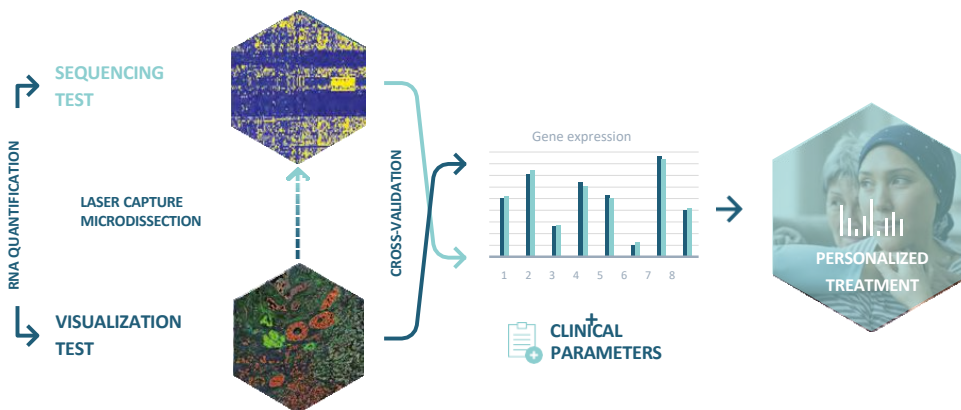 RNA QUANTIFICATION
SEQUENCING
TEST
LASER CAPTURE
MICRODISSECTION
VISUALIZATION
TEST
CROSS-VALIDATION
Gene expression
1 2 3 4 5 6 7 8
+
CLINICAL
PARAMETERS
PERSONALIZED
TREATMENT